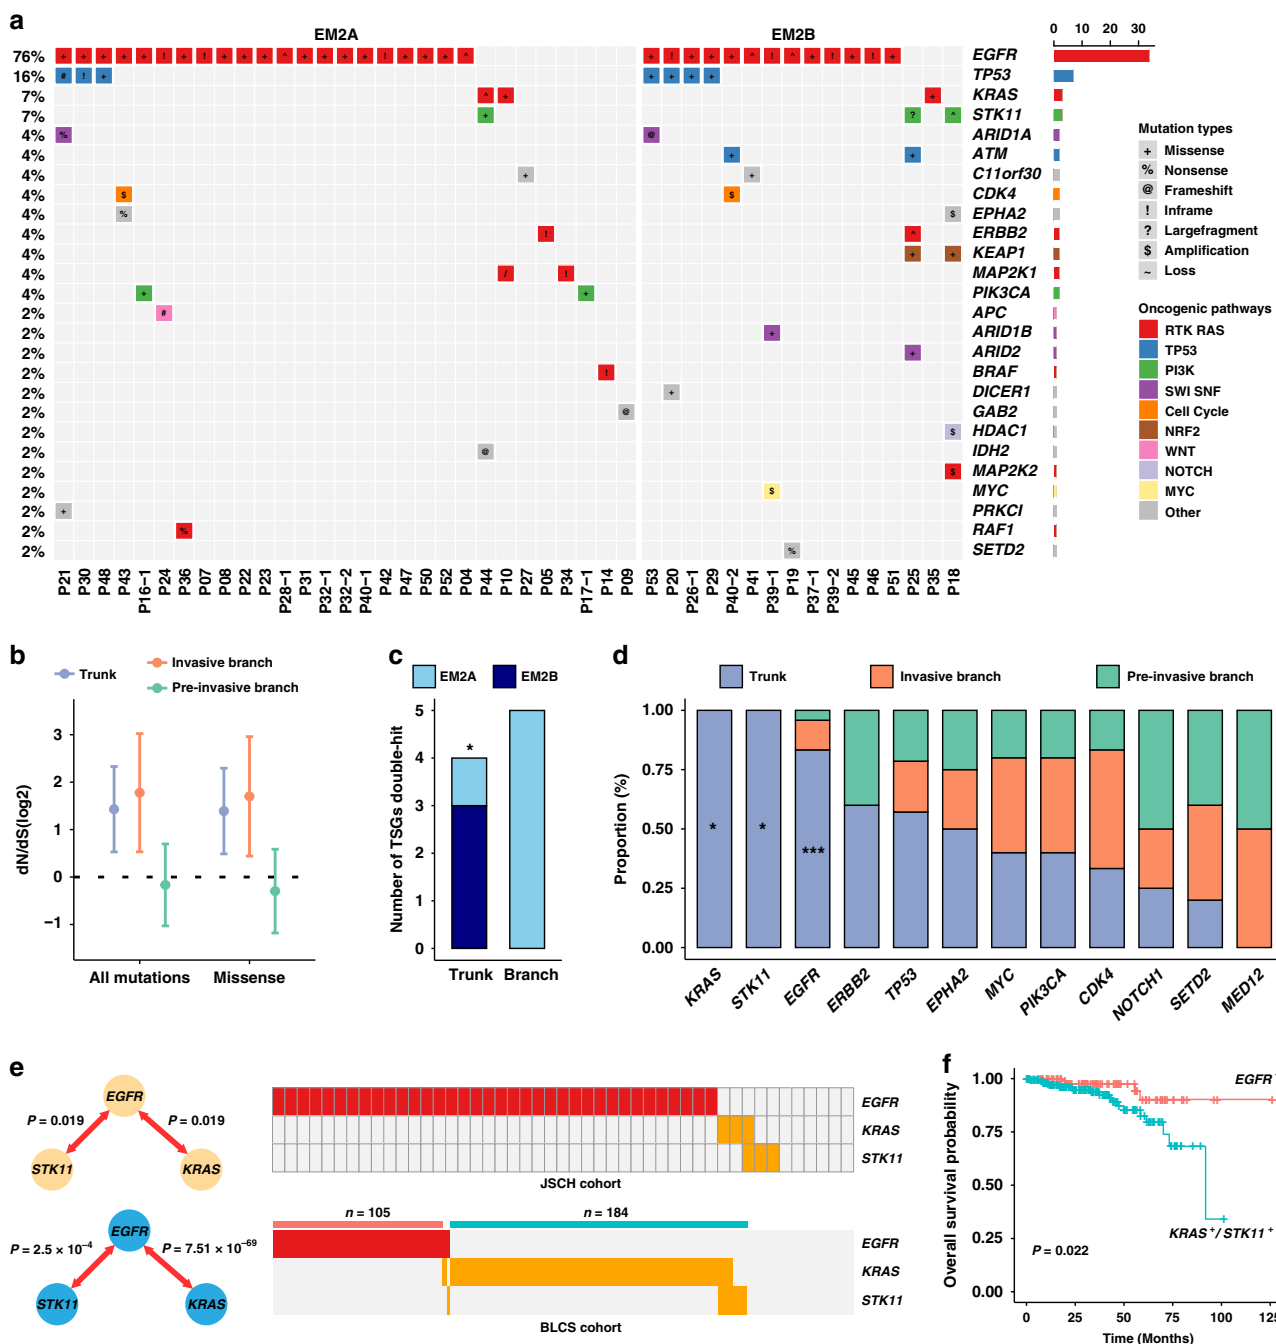 a
EM2A EM2B
0 10 20 30
76% EGFR
16% TP53
7% KRAS
7% STK11
4% ARID1A
4% ATM
4% C11orf30
4% CDK4
4% EPHA2
4% ERBB2
4% KEAP1
4% MAP2K1
4% PIK3CA
2% APC
2% ARID1B
2% ARID2
2% BRAF
2% DICER1
2% GAB2
2% HDAC1
2% IDH2
2% MAP2K2
2% MYC
2% PRKCI
2% RAF1
2% SETD2
Mutation types
+ Missense
% Nonsense
@ Frameshift
! Inframe
? Largefragment
$ Amplification
~ Loss
Oncogenic pathways
RTK RAS
TP53
PI3K
SWI SNF
Cell Cycle
NRF2
WNT
NOTCH
MYC
Other
P21 P30 P48 P43 P16-1 P24 P36 P07 P08 P22 P23 P28-1 P31 P32-1 P32-2 P40-1 P42 P47 P50 P52 P04 P44 P10 P27 P05 P34 P17-1 P14 P09 P53 P20 P26-1 P29 P40-2 P41 P39-1 P19 P37-1 P39-2 P45 P46 P51 P25 P35 P18
b
Trunk
Invasive branch
Pre-invasive branch
dN/dS(log2)
3
2
1
0
−1
All mutations Missense
c
EM2A EM2B
Number of TSGs double-hit
5
4
3
2
1
0
*
Trunk Branch
d
Trunk Invasive branch Pre-invasive branch
Proportion (%)
1.00
0.75
0.50
0.25
0.00
* * ***
KRAS STK11 EGFR ERBB2 TP53 EPHA2 MYC PIK3CA CDK4 NOTCH1 SETD2 MED12
e
EGFR
P = 0.019 P = 0.019
STK11 KRAS
EGFR
KRAS
STK11
JSCH cohort
EGFR
P = 2.5 × 10⁻⁴ P = 7.51 × 10⁻⁶⁹
STK11 KRAS
n = 105 n = 184
EGFR
KRAS
STK11
BLCS cohort
f
Overall survival probability
1.00
0.75
0.50
0.25
0.00
EGFR
KRAS⁺/STK11⁺
P = 0.022
0 25 50 75 100 125
Time (Months)